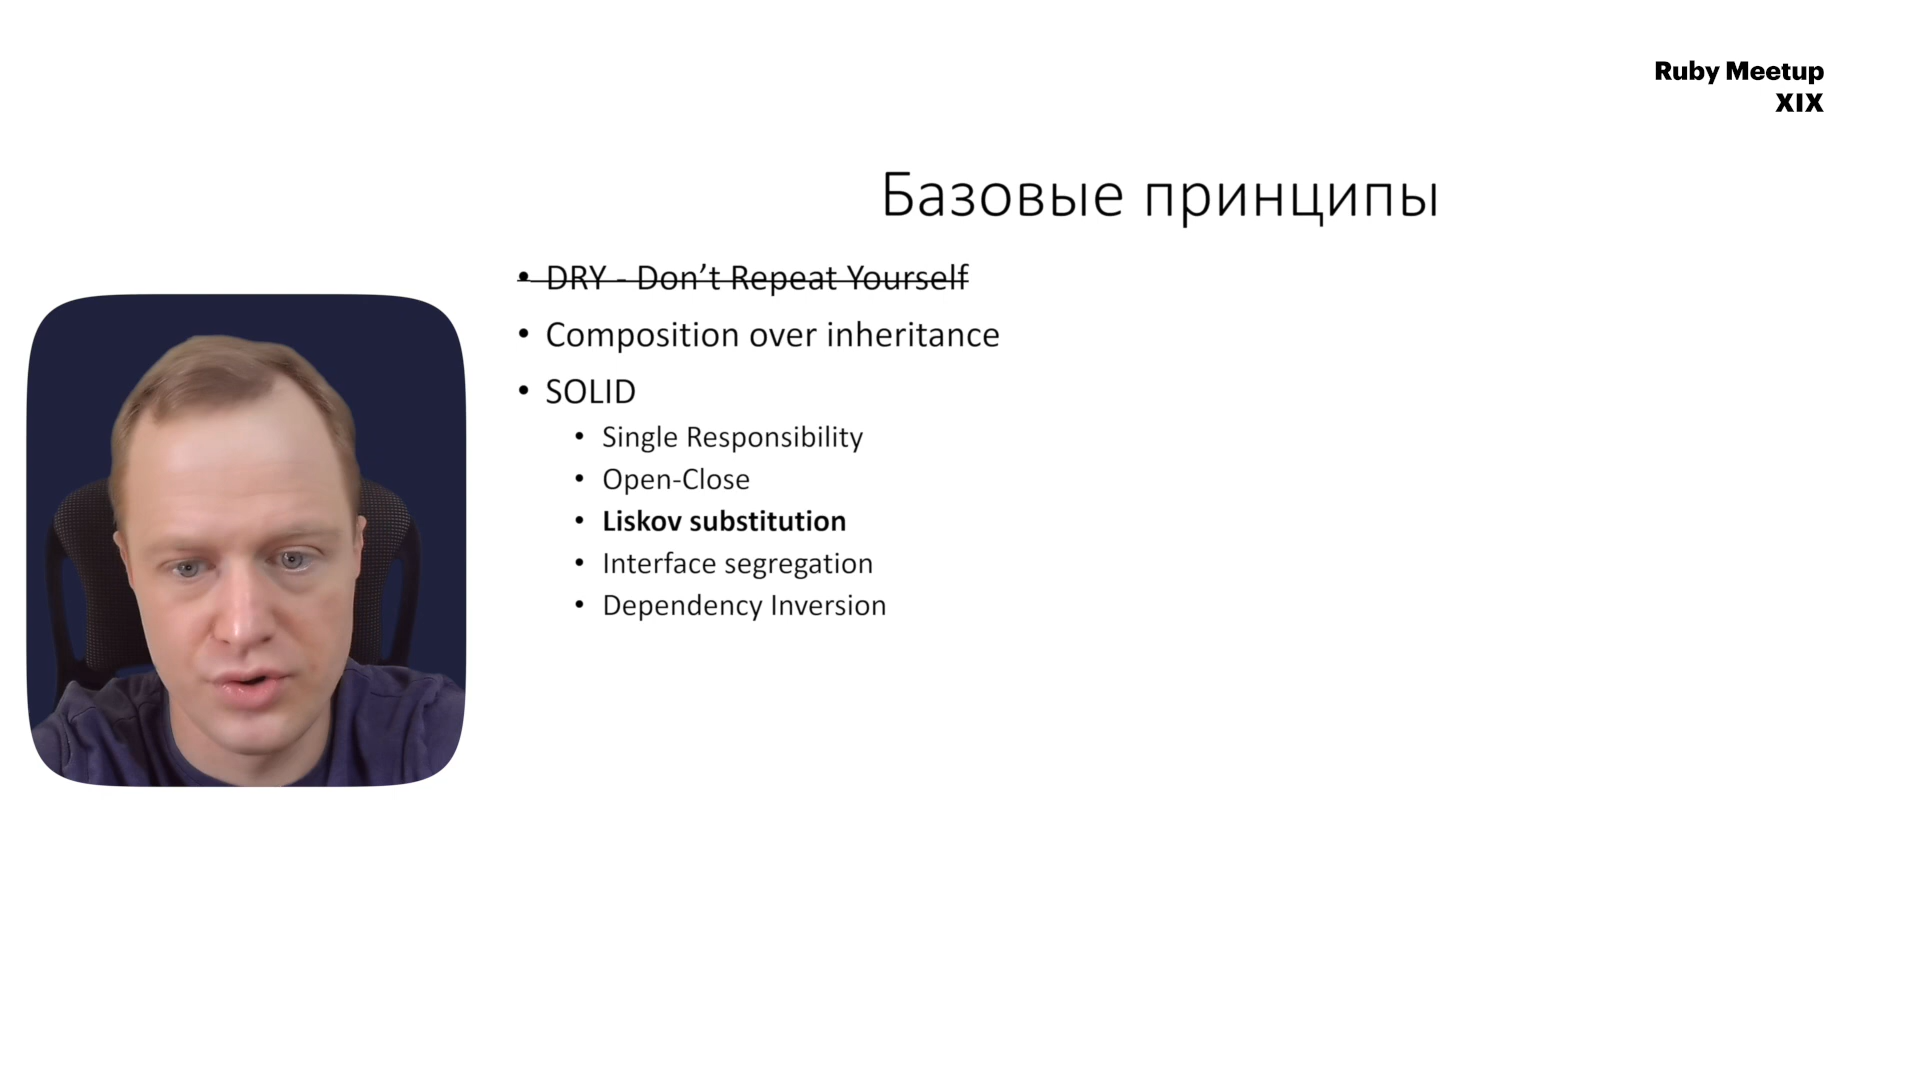 Ruby Meetup
XIX
Базовые принципы
• DRY - Don’t Repeat Yourself
• Composition over inheritance
• SOLID
• Single Responsibility
• Open-Close
• Liskov substitution
• Interface segregation
• Dependency Inversion